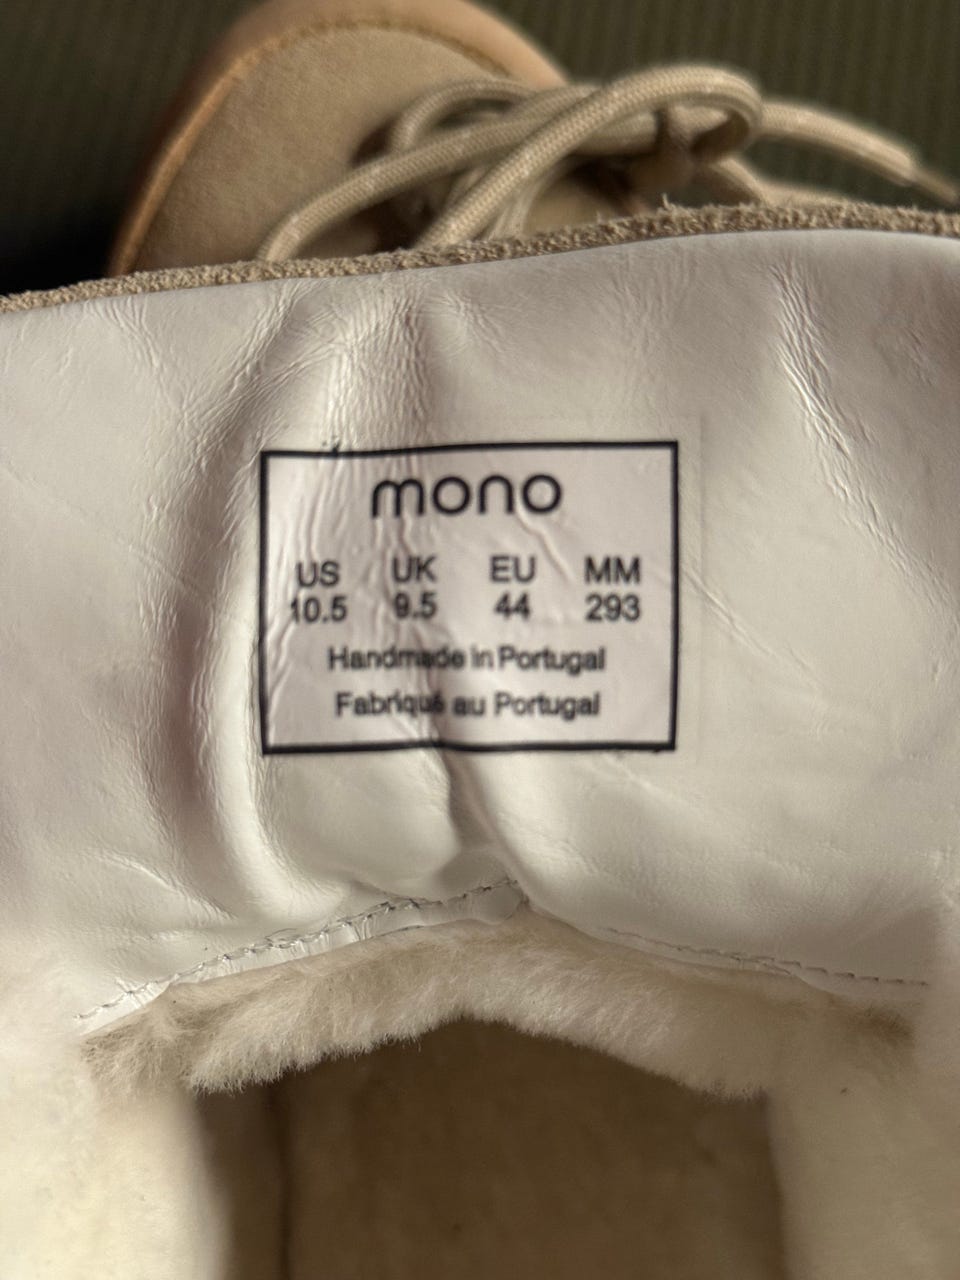 mono
US UK EU MM
10.5 9.5 44 293
Handmade in Portugal
Fabriqué au Portugal